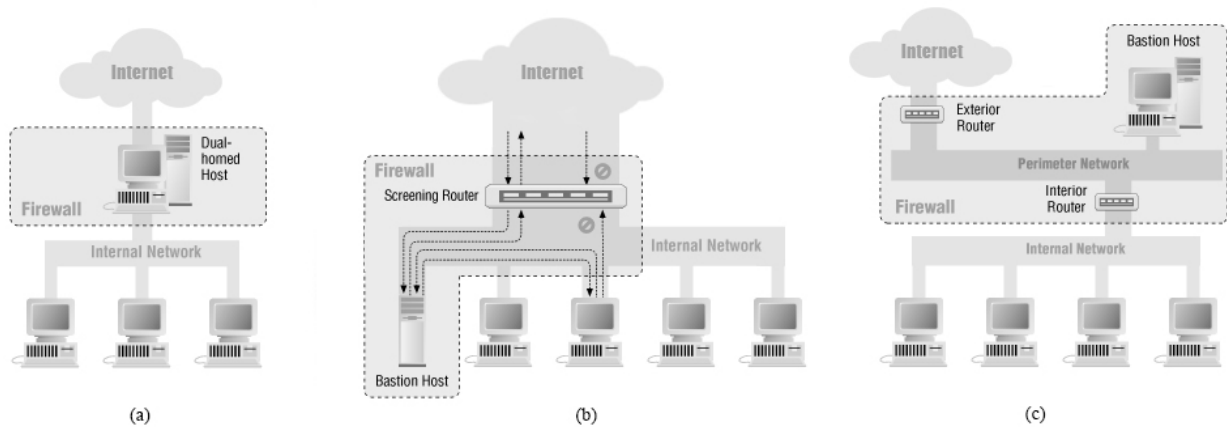 Internet
Dual-
homed
Host
Firewall
Internal Network
(a)
Internet
Firewall
Screening Router
Internal Network
Bastion Host
(b)
Internet
Bastion Host
Exterior
Router
Perimeter Network
Interior
Router
Firewall
Internal Network
(c)